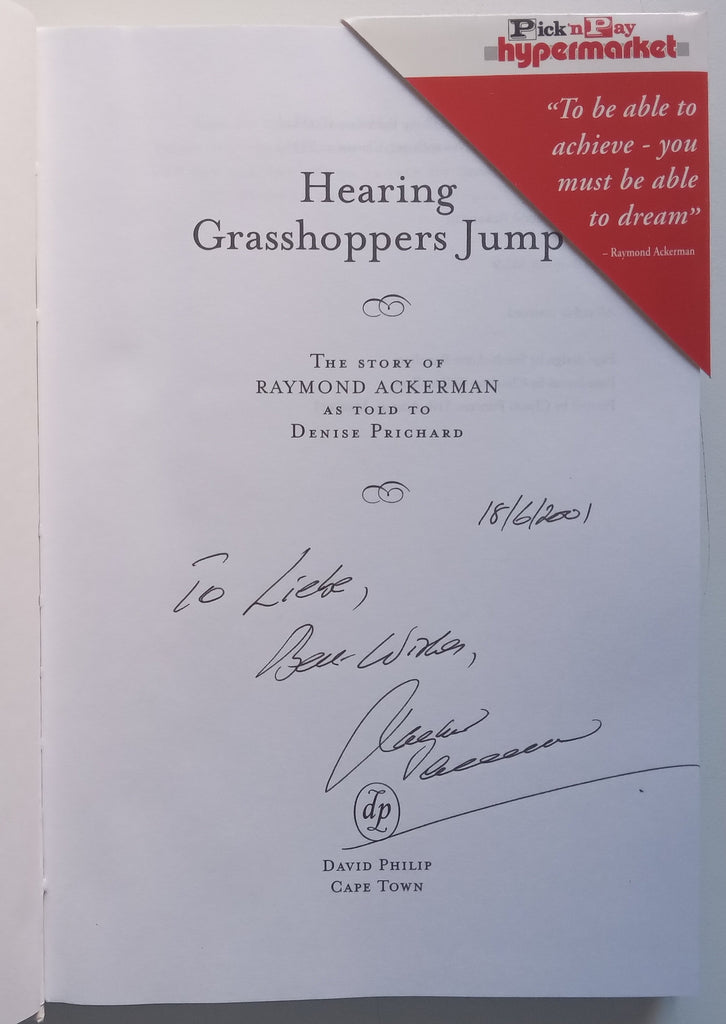 Pick'n Pay
hypermarket
"To be able to
achieve - you
must be able
to dream"
– Raymond Ackerman
Hearing
Grasshoppers Jump
The story of
RAYMOND ACKERMAN
as told to
Denise Prichard
18/6/2001
To Liebe,
Best Wishes,
Raymond
Ackerman
dp
David Philip
Cape Town